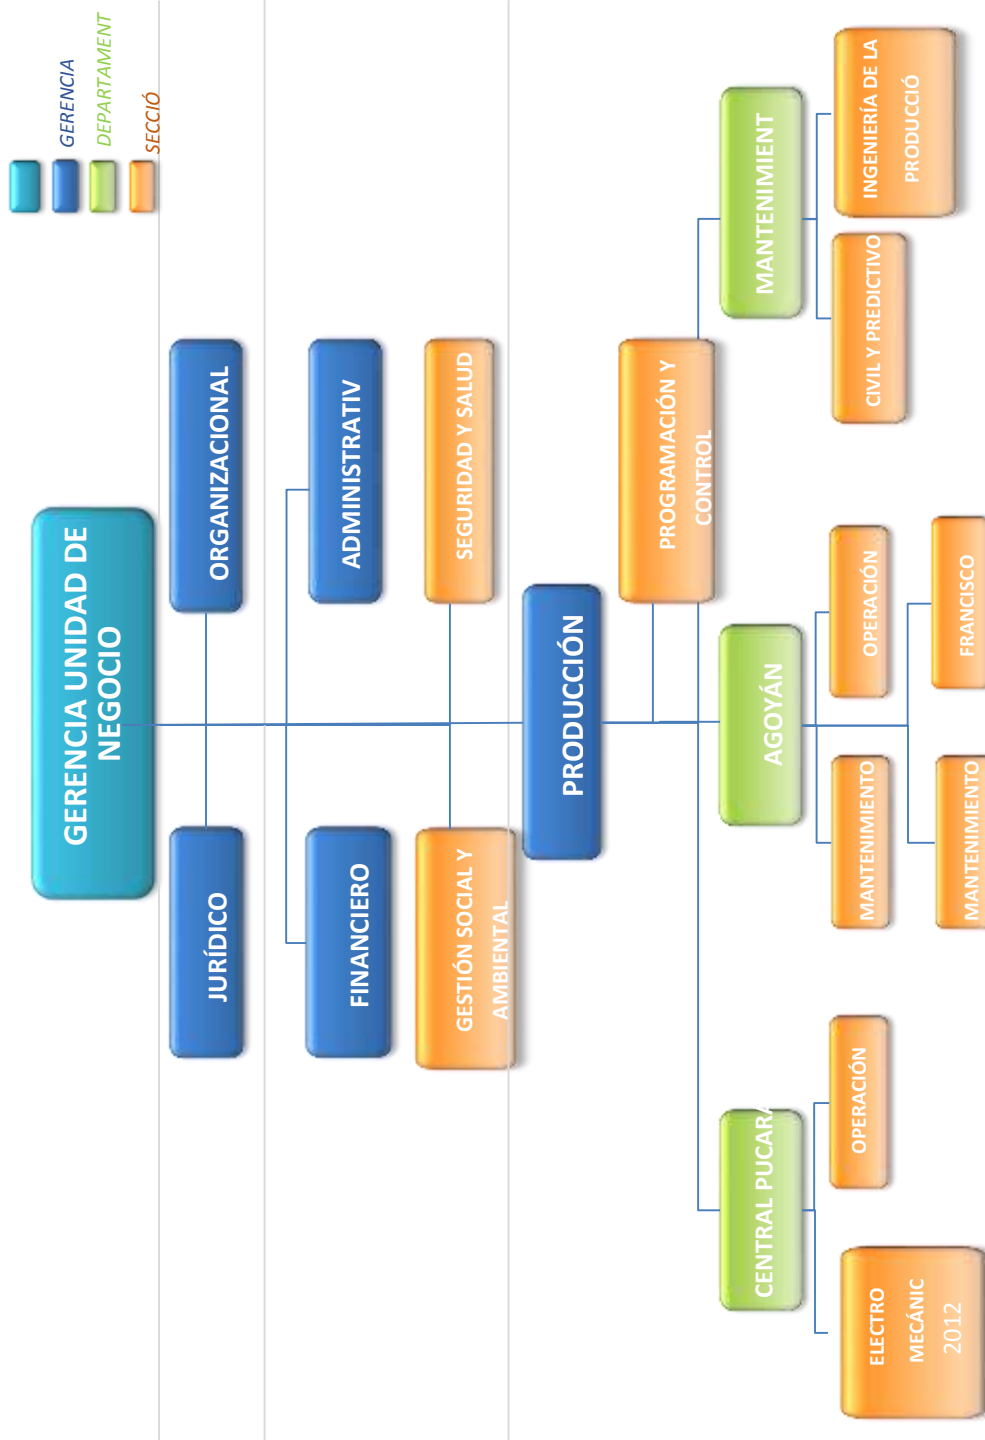 GERENCIA
DEPARTAMENT
SECCIÓ
GERENCIA UNIDAD DE
NEGOCIO
JURÍDICO
ORGANIZACIONAL
FINANCIERO
ADMINISTRATIV
GESTIÓN SOCIAL Y
AMBIENTAL
SEGURIDAD Y SALUD
PRODUCCIÓN
PROGRAMACIÓN Y
CONTROL
CENTRAL PUCARÁ
AGOYÁN
MANTENIMIENT
ELECTRO
MECÁNIC
2012
OPERACIÓN
MANTENIMIENTO
OPERACIÓN
MANTENIMIENTO
FRANCISCO
CIVIL Y PREDICTIVO
INGENIERÍA DE LA
PRODUCCIÓ